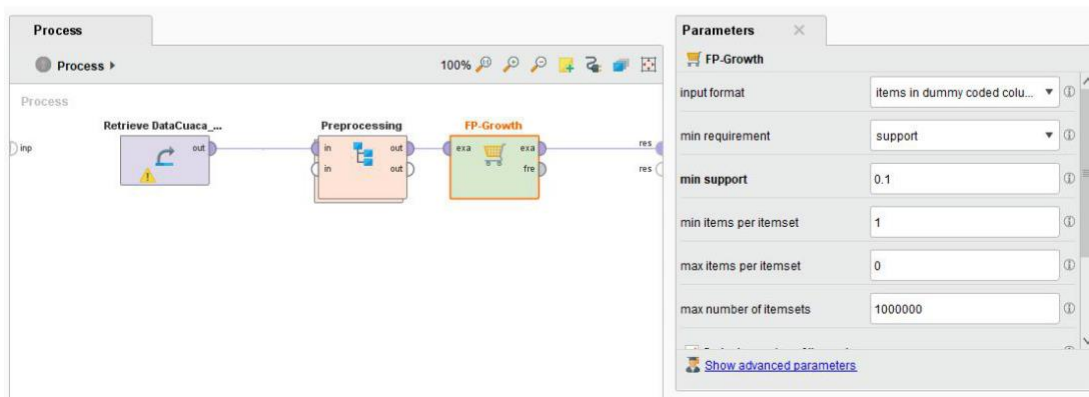 Process
Process
100%
Process
Retrieve DataCuaca_...
Preprocessing
FP-Growth
inp
out
in
out
in
out
exa
exa
fre
res
res
Parameters
FP-Growth
input format
items in dummy coded colu...
min requirement
support
min support
0.1
min items per itemset
1
max items per itemset
0
max number of itemsets
1000000
Show advanced parameters